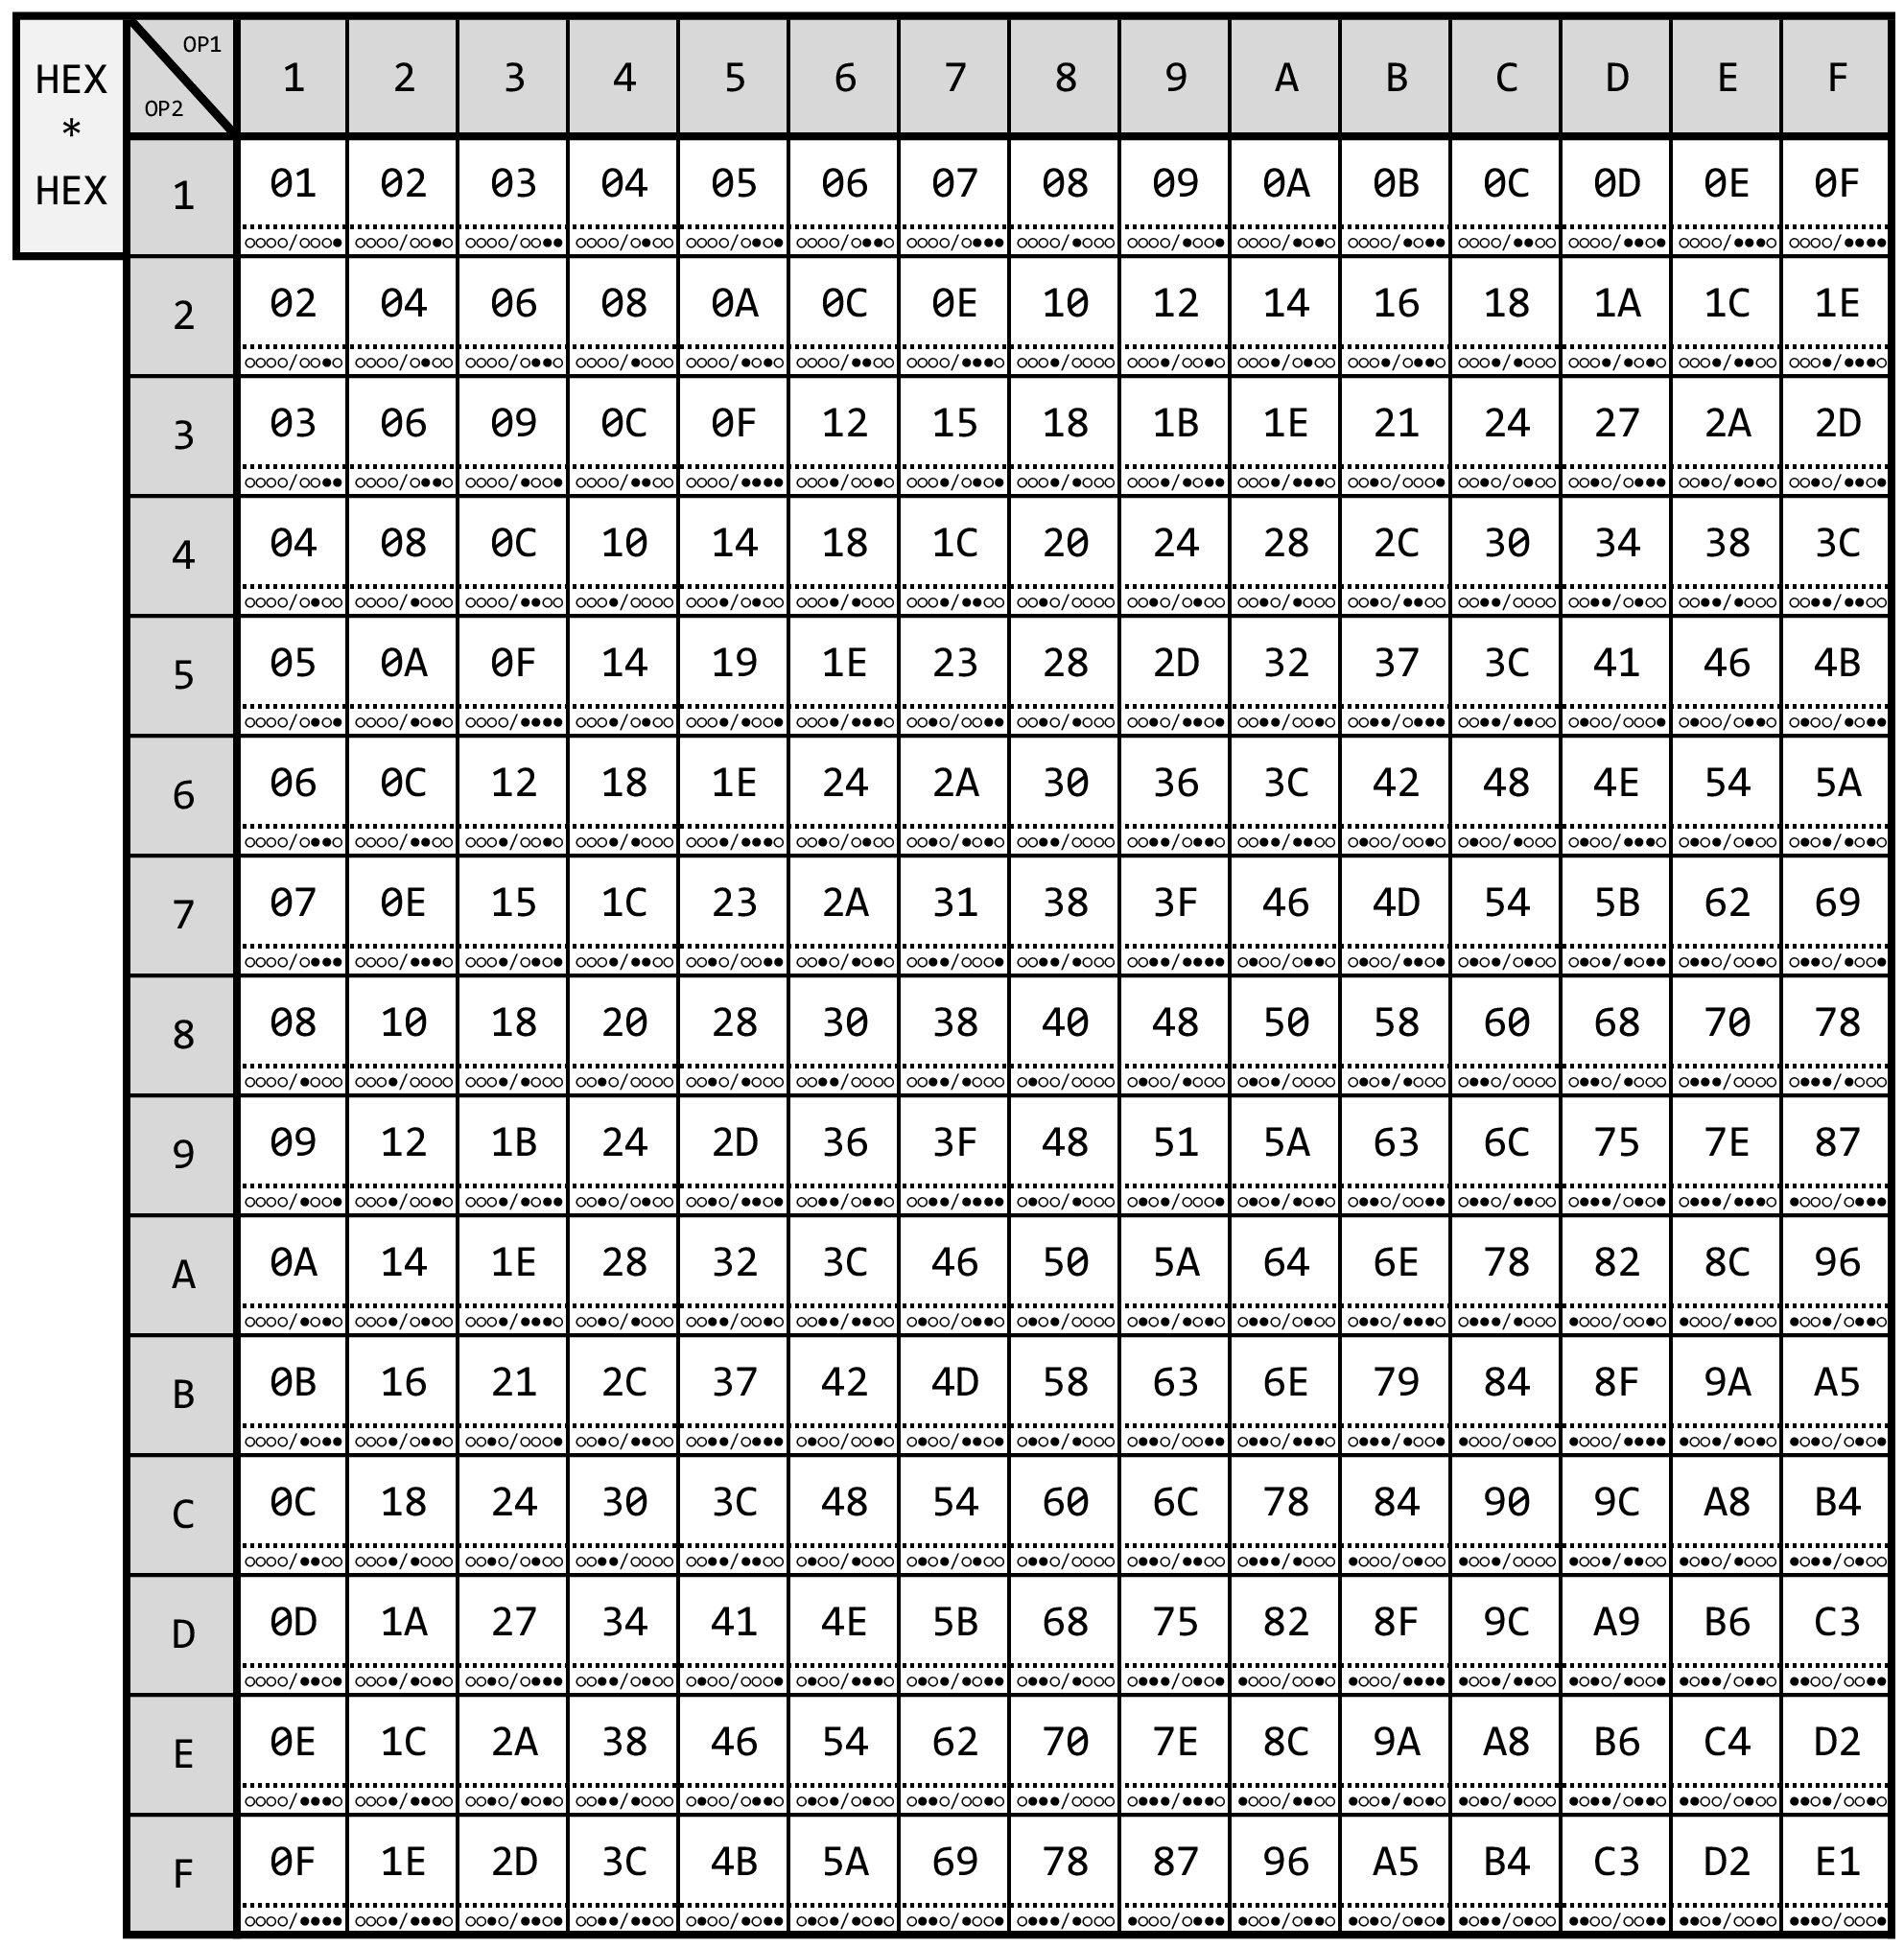 HEX
*
HEX
OP1
OP2
1 2 3 4 5 6 7 8 9 A B C D E F
1 01 02 03 04 05 06 07 08 09 0A 0B 0C 0D 0E 0F
2 02 04 06 08 0A 0C 0E 10 12 14 16 18 1A 1C 1E
3 03 06 09 0C 0F 12 15 18 1B 1E 21 24 27 2A 2D
4 04 08 0C 10 14 18 1C 20 24 28 2C 30 34 38 3C
5 05 0A 0F 14 19 1E 23 28 2D 32 37 3C 41 46 4B
6 06 0C 12 18 1E 24 2A 30 36 3C 42 48 4E 54 5A
7 07 0E 15 1C 23 2A 31 38 3F 46 4D 54 5B 62 69
8 08 10 18 20 28 30 38 40 48 50 58 60 68 70 78
9 09 12 1B 24 2D 36 3F 48 51 5A 63 6C 75 7E 87
A 0A 14 1E 28 32 3C 46 50 5A 64 6E 78 82 8C 96
B 0B 16 21 2C 37 42 4D 58 63 6E 79 84 8F 9A A5
C 0C 18 24 30 3C 48 54 60 6C 78 84 90 9C A8 B4
D 0D 1A 27 34 41 4E 5B 68 75 82 8F 9C A9 B6 C3
E 0E 1C 2A 38 46 54 62 70 7E 8C 9A A8 B6 C4 D2
F 0F 1E 2D 3C 4B 5A 69 78 87 96 A5 B4 C3 D2 E1